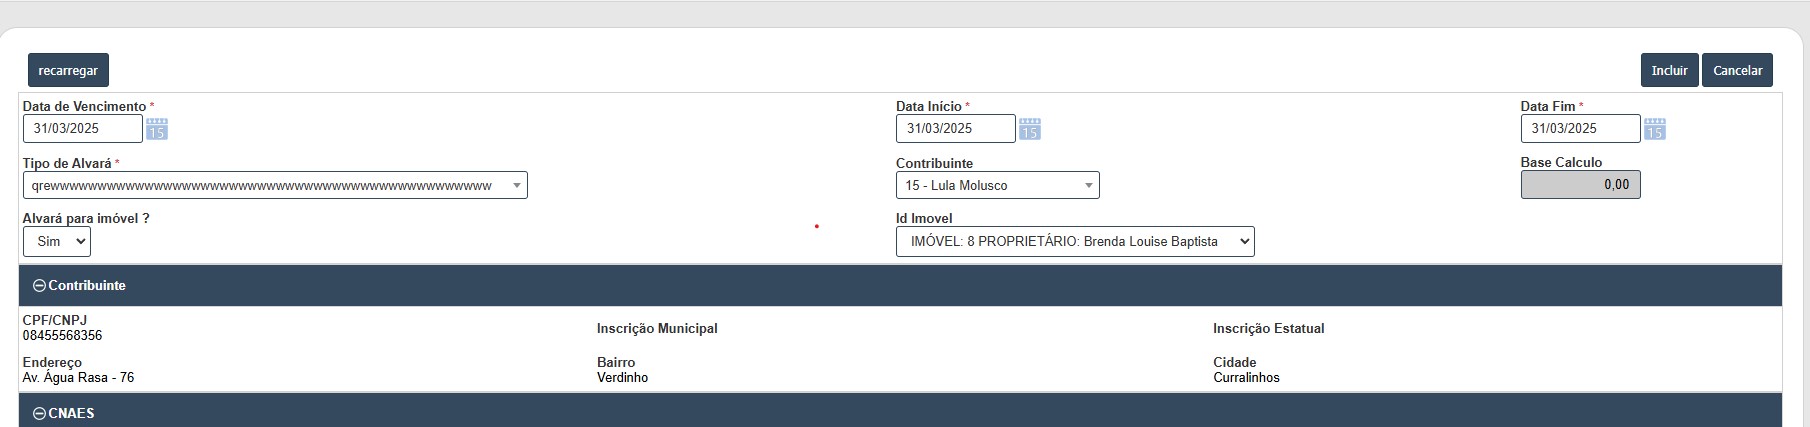 recarregar
Incluir Cancelar
Data de Vencimento * Data Início * Data Fim *
31/03/2025 15 31/03/2025 15 31/03/2025 15
Tipo de Alvará * Contribuinte Base Calculo
qrewwwwwwwwwwwwwwwwwwwwwwwwwwwwwwwwwwwwwwwwwwwwwww 15 - Lula Molusco 0,00
Alvará para imóvel ? Id Imovel
Sim IMÓVEL: 8 PROPRIETÁRIO: Brenda Louise Baptista
Contribuinte
CPF/CNPJ Inscrição Municipal Inscrição Estatual
08455568356
Endereço Bairro Cidade
Av. Água Rasa - 76 Verdinho Curralinhos
CNAES